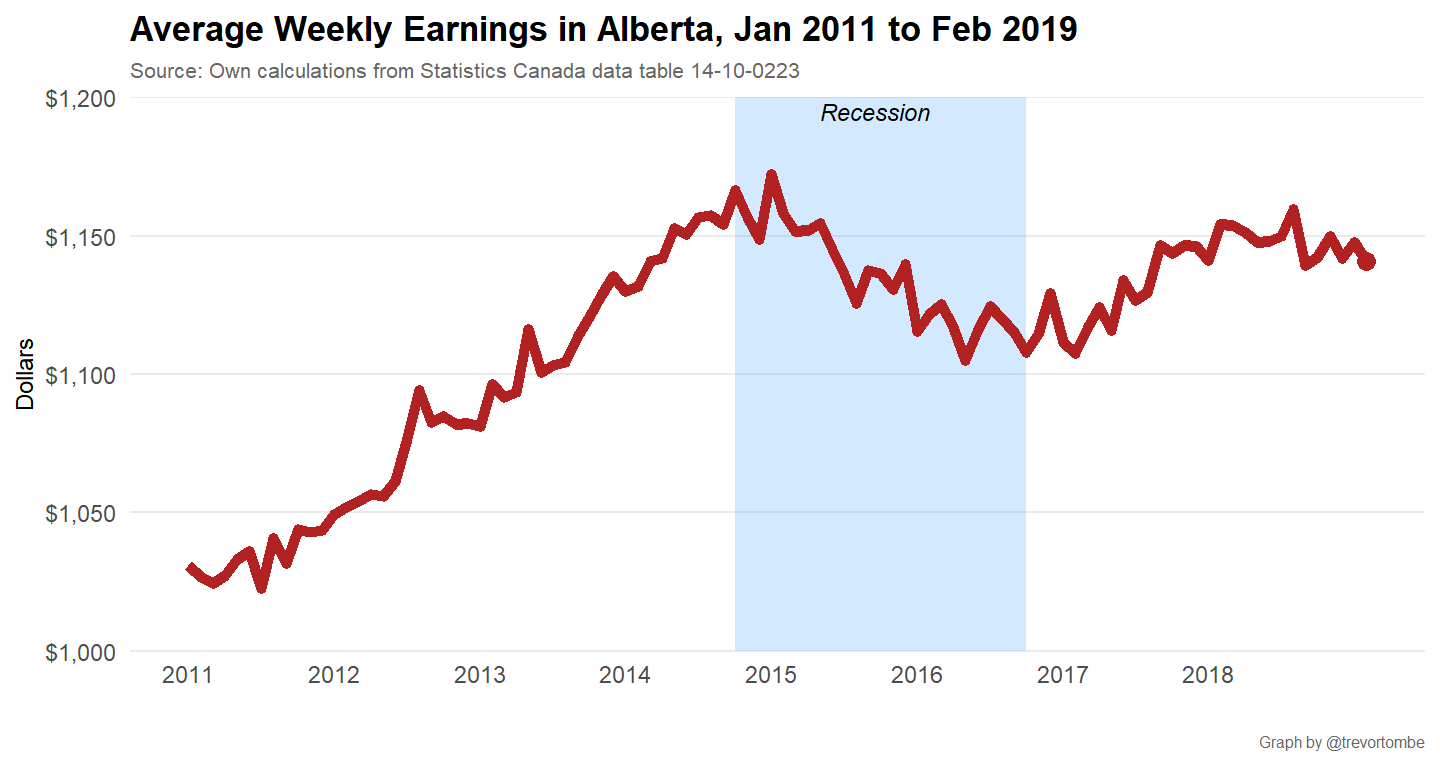 Average Weekly Earnings in Alberta, Jan 2011 to Feb 2019
Source: Own calculations from Statistics Canada data table 14-10-0223
$1,200
Recession
$1,150
$1,100
Dollars
$1,050
$1,000
2011 2012 2013 2014 2015 2016 2017 2018
Graph by @trevortombe